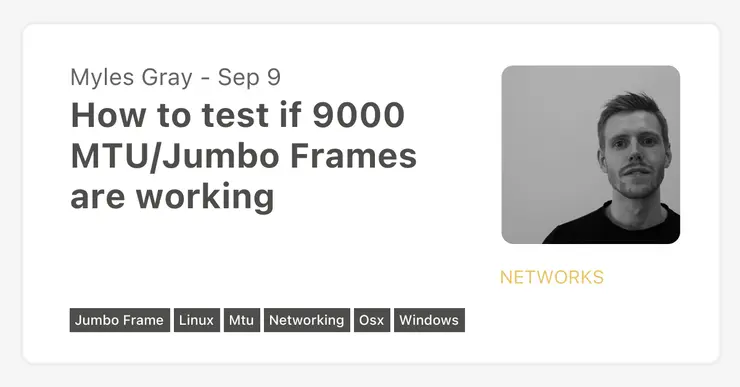 Myles Gray - Sep 9
How to test if 9000
MTU/Jumbo Frames
are working
NETWORKS
Jumbo Frame Linux Mtu Networking Osx Windows